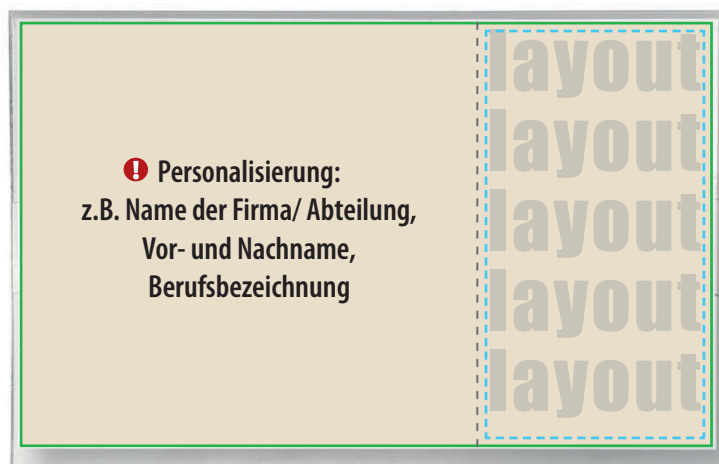 Personalisierung:
z.B. Name der Firma/ Abteilung,
Vor- und Nachname,
Berufsbezeichnung
layout
layout
layout
layout
layout